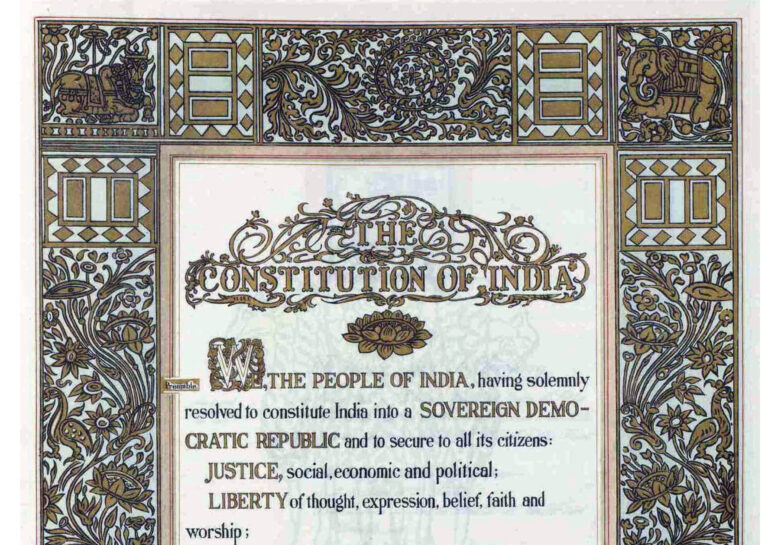 THE
CONSTITUTION OF INDIA
Preamble.
WE, THE PEOPLE OF INDIA, having solemnly
resolved to constitute India into a SOVEREIGN DEMO-
CRATIC REPUBLIC and to secure to all its citizens:
JUSTICE, social, economic and political;
LIBERTY of thought, expression, belief, faith and
worship;